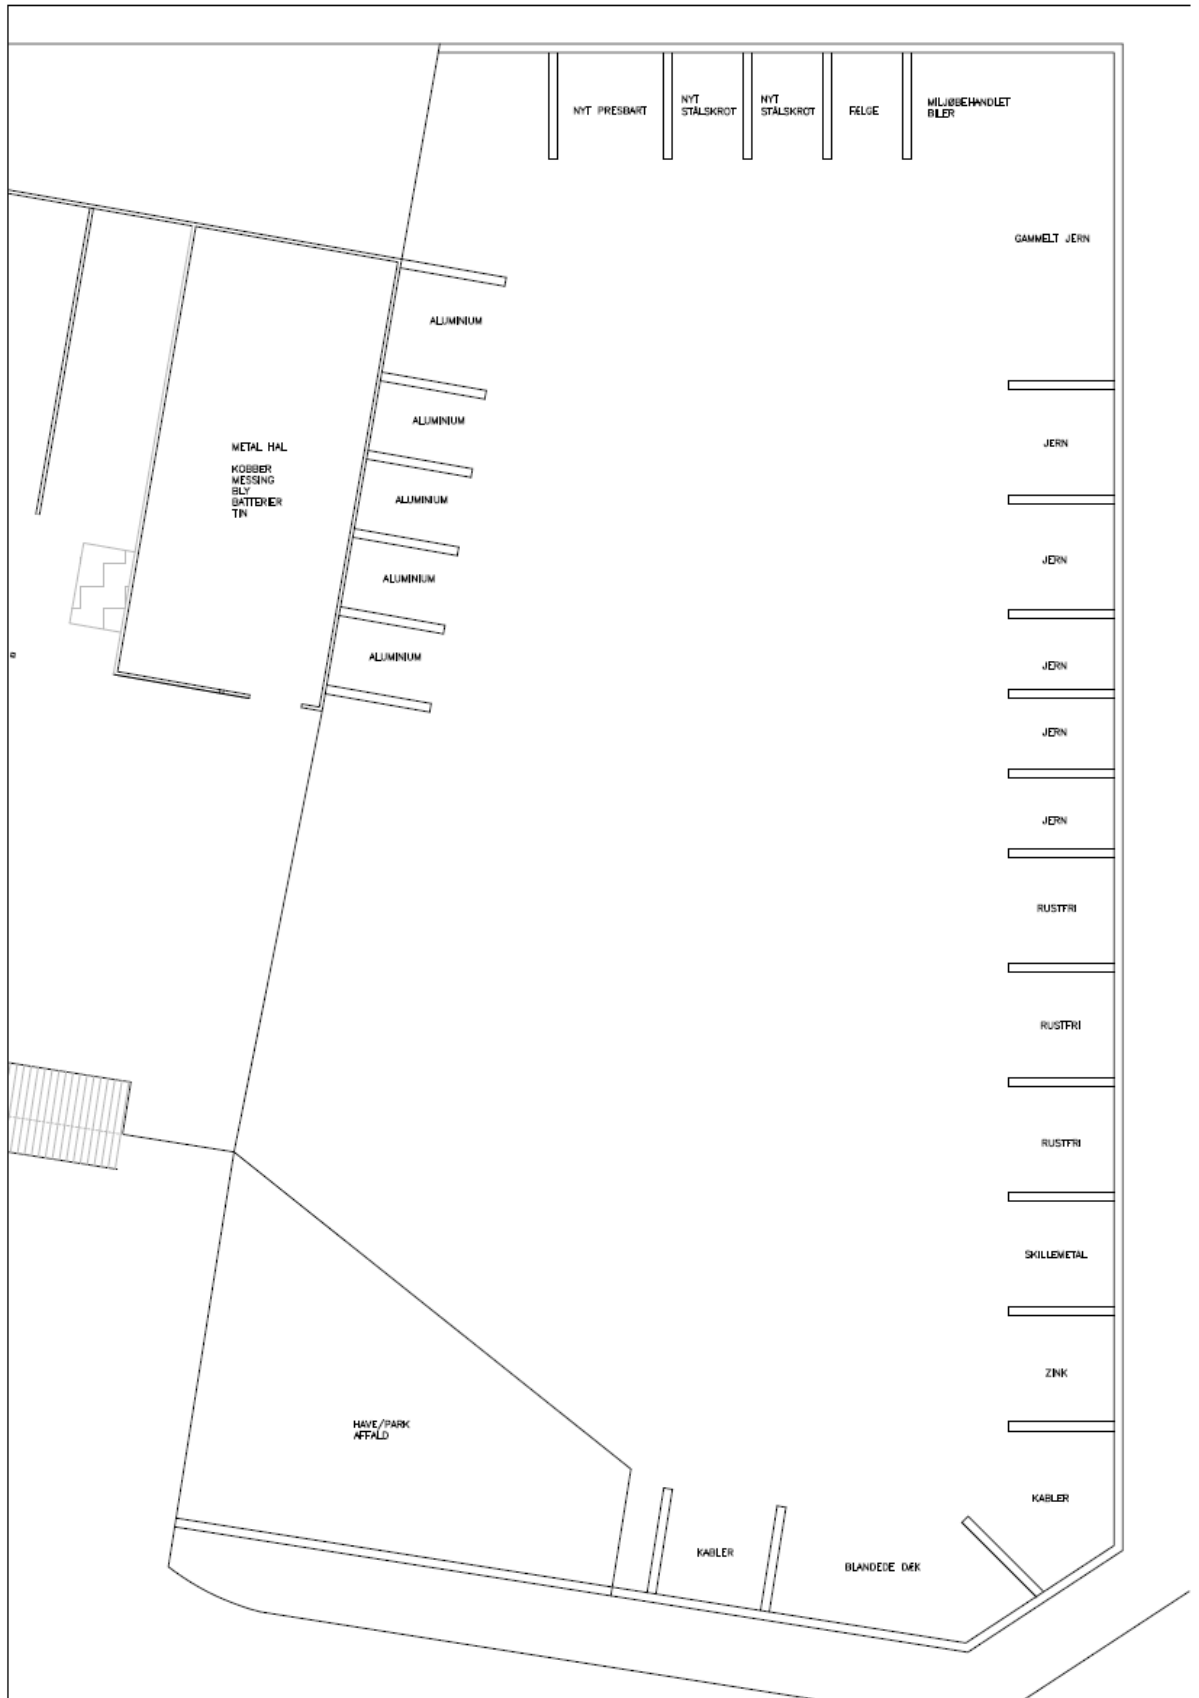 NYT PRESBART
NYT
STÅLSKROT
NYT
STÅLSKROT
FÆLGE
MILJØBEHANDLET
BILER
GAMMELT JERN
ALUMINIUM
ALUMINIUM
METAL HAL
KOBBER
MESSING
BLY
BATTERIER
TIN
JERN
ALUMINIUM
JERN
ALUMINIUM
ALUMINIUM
JERN
JERN
JERN
RUSTFRI
RUSTFRI
RUSTFRI
SKILLEMETAL
ZINK
HAVE/PARK
AFFALD
KABLER
KABLER
BLANDEDE DÆK